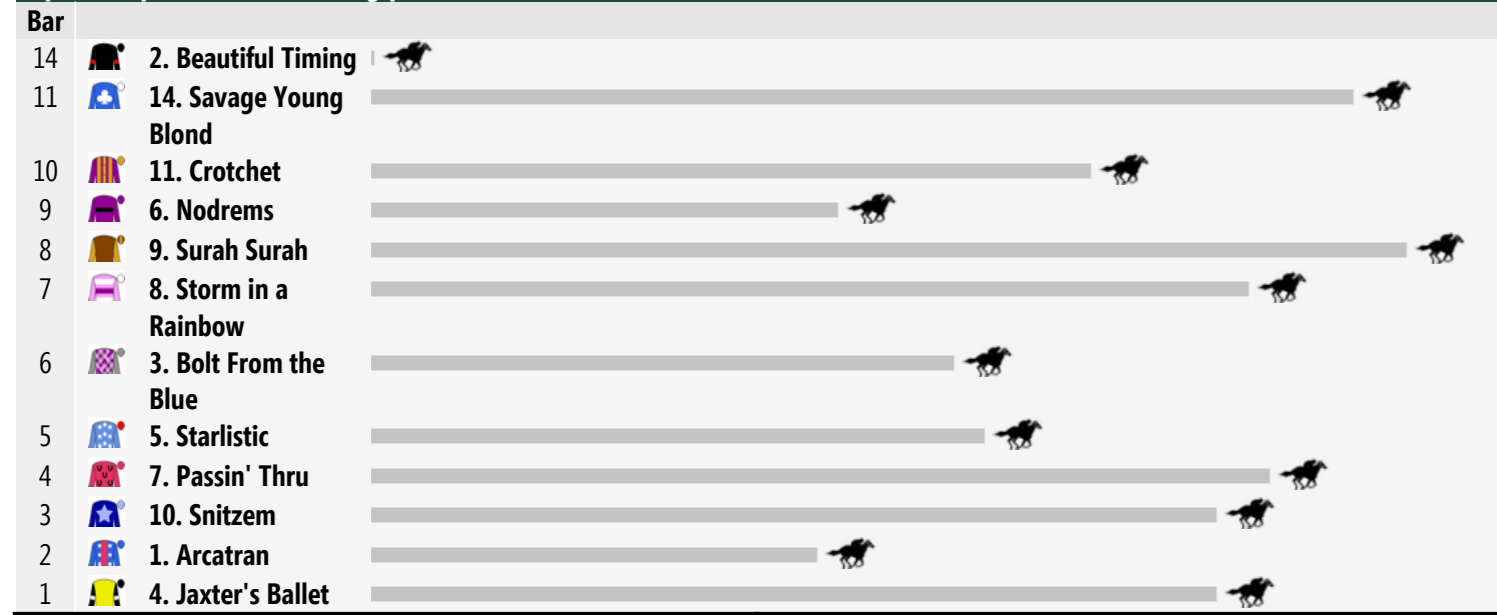 Bar
14 2. Beautiful Timing
11 14. Savage Young
Blond
10 11. Crotchet
9 6. Nodrems
8 9. Surah Surah
7 8. Storm in a
Rainbow
6 3. Bolt From the
Blue
5 5. Starlistic
4 7. Passin' Thru
3 10. Snitzem
2 1. Arcatran
1 4. Jaxter's Ballet